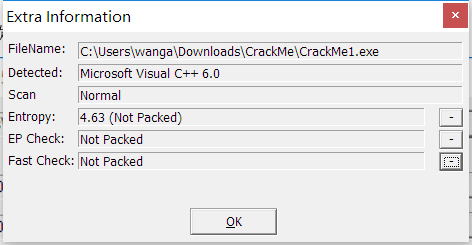 Extra Information
FileName: C:\Users\wanga\Downloads\CrackMe\CrackMe1.exe
Detected: Microsoft Visual C++ 6.0
Scan Normal
Entropy: 4.63 (Not Packed) -
EP Check: Not Packed -
Fast Check: Not Packed -
OK